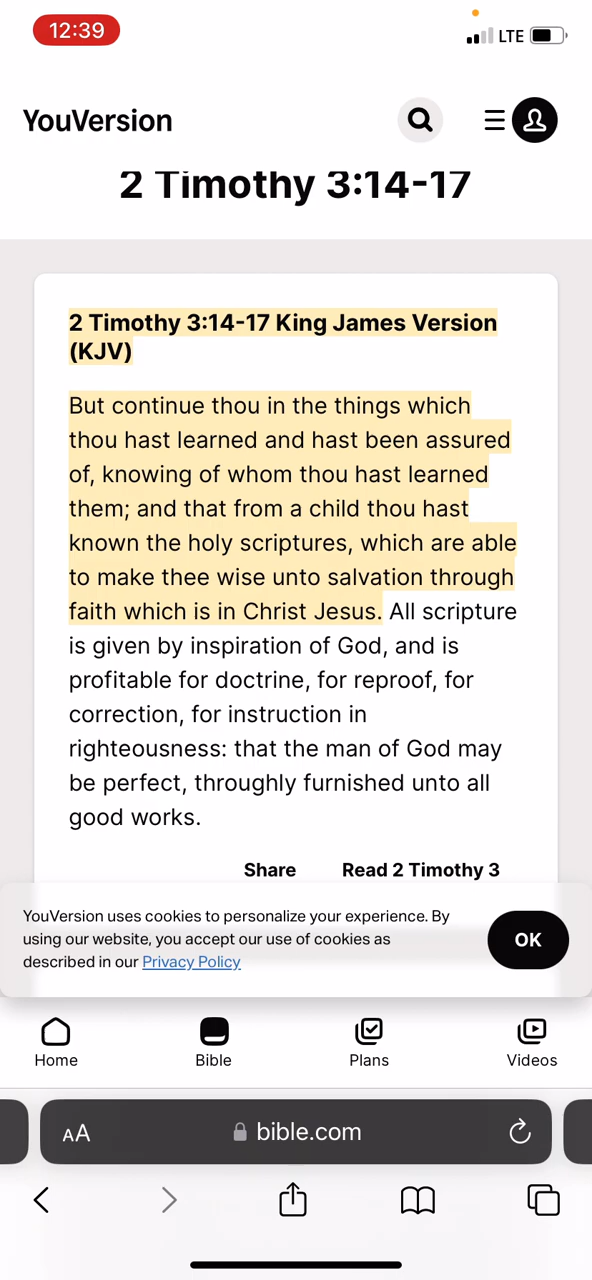 12:39
LTE
YouVersion
2 Timothy 3:14-17
2 Timothy 3:14-17 King James Version
(KJV)
But continue thou in the things which
thou hast learned and hast been assured
of, knowing of whom thou hast learned
them; and that from a child thou hast
known the holy scriptures, which are able
to make thee wise unto salvation through
faith which is in Christ Jesus. All scripture
is given by inspiration of God, and is
profitable for doctrine, for reproof, for
correction, for instruction in
righteousness: that the man of God may
be perfect, throughly furnished unto all
good works.
Share Read 2 Timothy 3
YouVersion uses cookies to personalize your experience. By
using our website, you accept our use of cookies as
described in our Privacy Policy
OK
Home Bible Plans Videos
AA bible.com